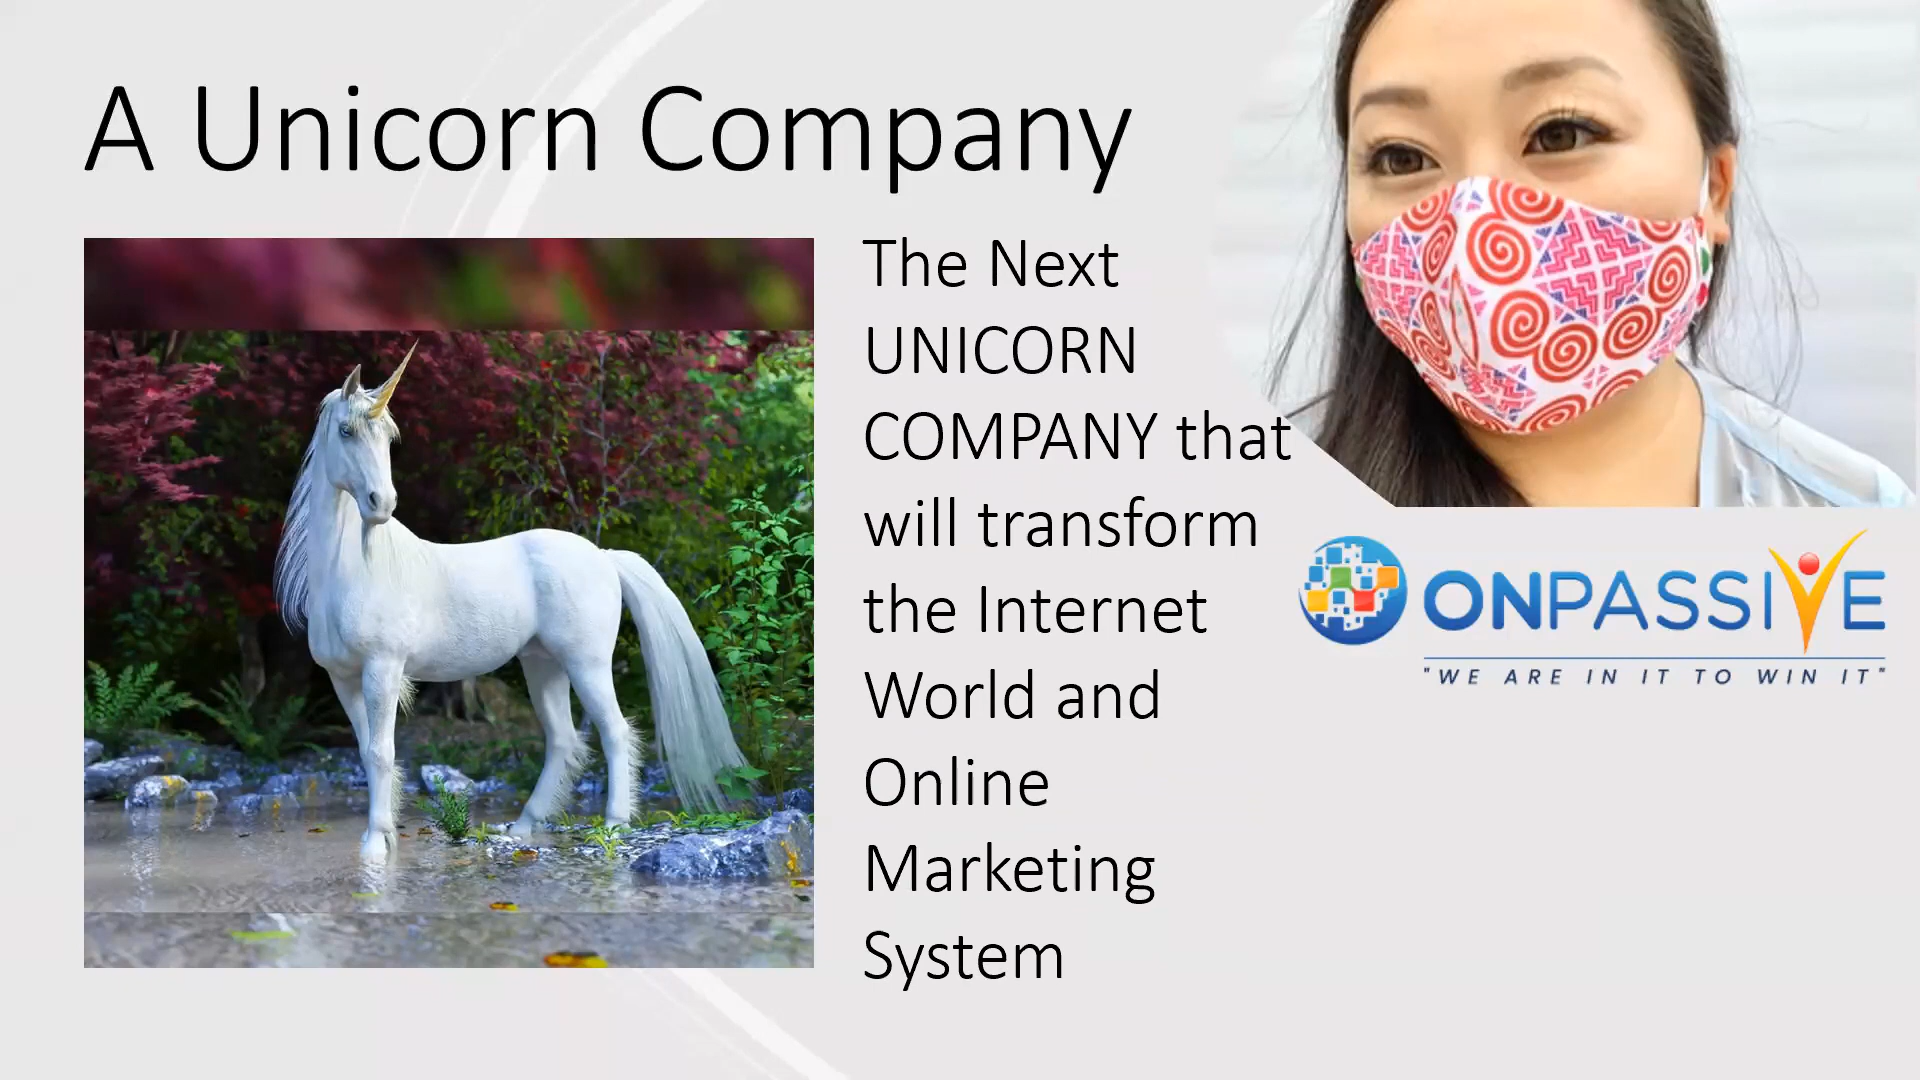 A Unicorn Company
The Next
UNICORN
COMPANY that
will transform
the Internet
World and
Online
Marketing
System
ONPASSIVE
"WE ARE IN IT TO WIN IT"